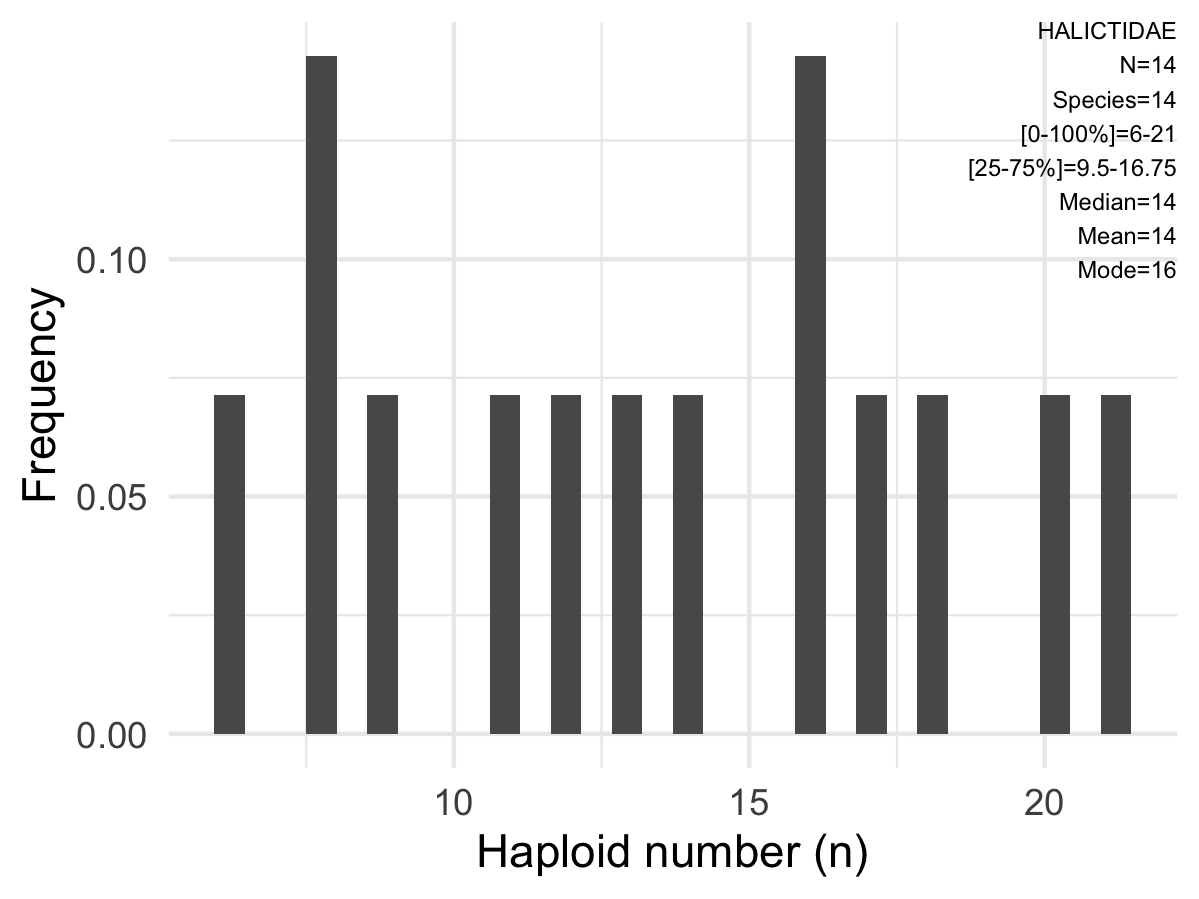 HALICTIDAE
N=14
Species=14
[0-100%]=6-21
[25-75%]=9.5-16.75
Median=14
Mean=14
Mode=16
Frequency
0.10
0.05
0.00
10 15 20
Haploid number (n)